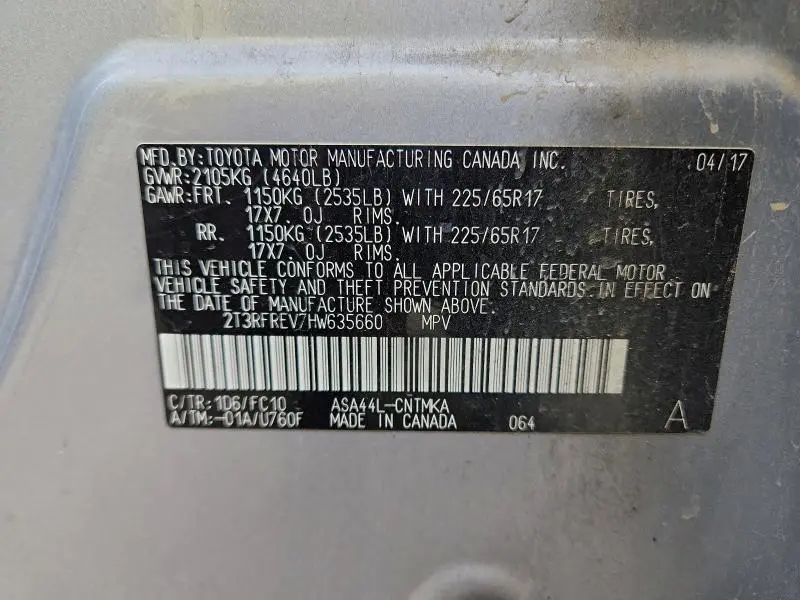 MFD.BY:TOYOTA MOTOR MANUFACTURING CANADA INC. 04/17
GVWR:2105KG (4640LB)
GAWR:FRT. 1150KG (2535LB) WITH 225/65R17 TIRES,
17X7.0J RIMS.
RR. 1150KG (2535LB) WITH 225/65R17 TIRES,
17X7.0J RIMS.
THIS VEHICLE CONFORMS TO ALL APPLICABLE FEDERAL MOTOR
VEHICLE SAFETY AND THEFT PREVENTION STANDARDS IN EFFECT ON
THE DATE OF MANUFACTURE SHOWN ABOVE.
2T3RFREV7HW635660 MPV
C/TR:1D6/FC10 ASA44L-CNTMKA
A/TM:-01A/U760F MADE IN CANADA 064 A